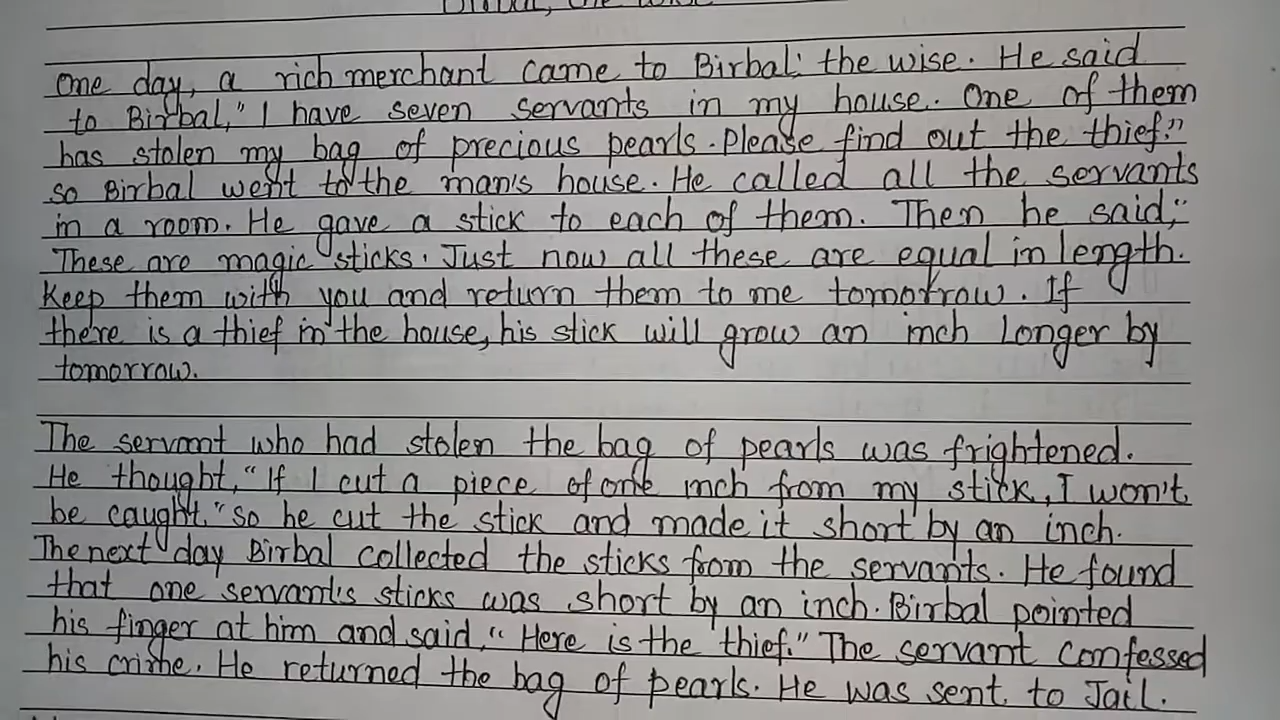 Birbal, the wise
One day, a rich merchant came to Birbal: the wise. He said
to Birbal," I have seven servants in my house. One of them
has stolen my bag of precious pearls. Please find out the thief."
so Birbal went to the man's house. He called all the servants
in a room. He gave a stick to each of them. Then he said,"
These are magic sticks. Just now all these are equal in length.
Keep them with you and return them to me tomorrow. If
there is a thief in the house, his stick will grow an inch Longer by
tomorrow.
The servant who had stolen the bag of pearls was frightened.
He thought, "If I cut a piece of one inch from my stick, I won't
be caught." so he cut the stick and made it short by an inch.
The next day Birbal collected the sticks from the servants. He found
that one servant's sticks was short by an inch. Birbal pointed
his finger at him and said, "Here is the thief." The servant confessed
his crime. He returned the bag of pearls. He was sent. to Jail.